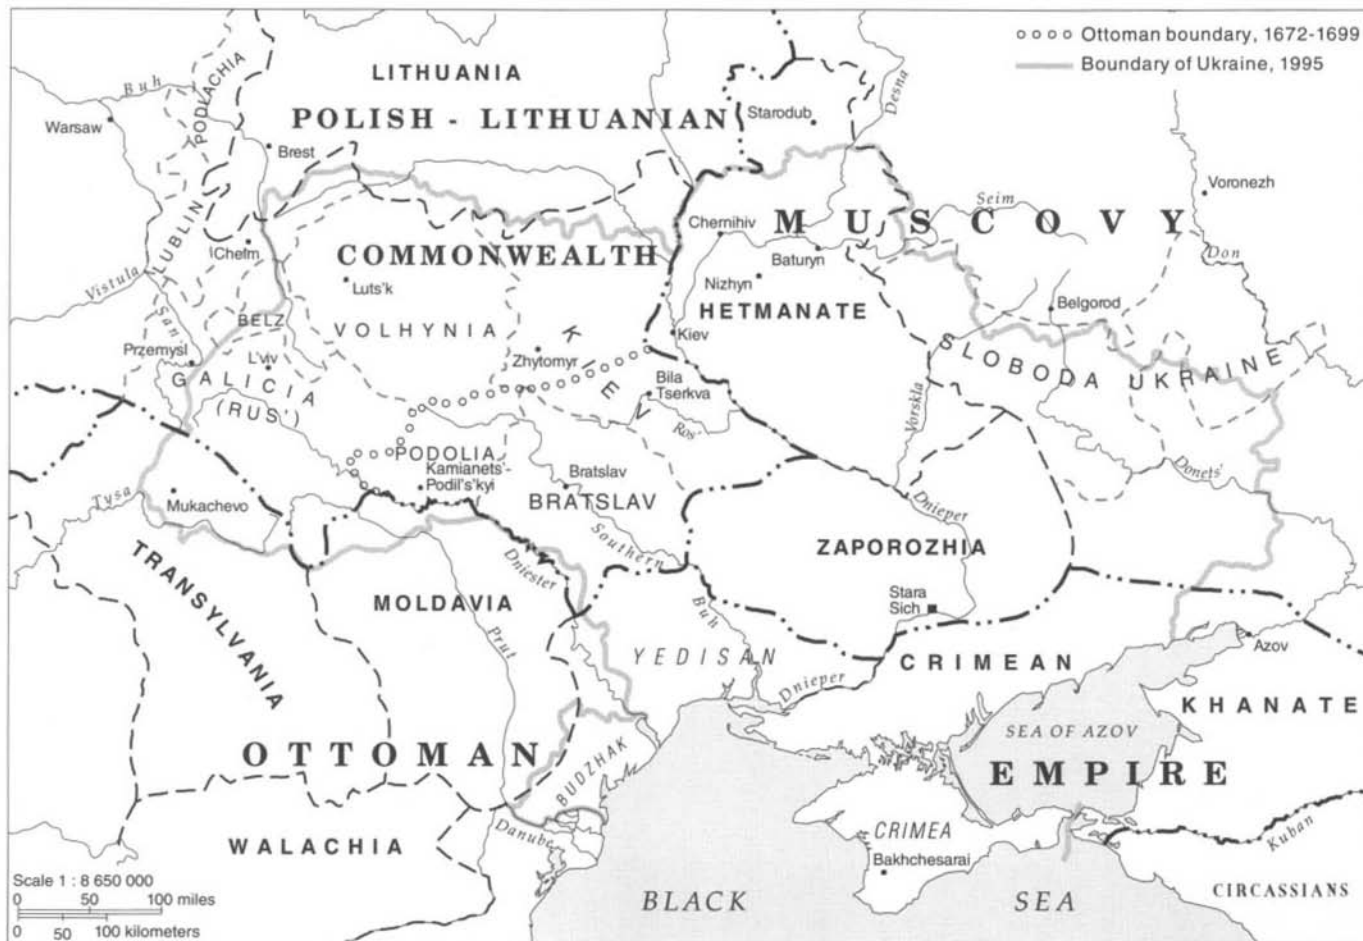 Ottoman boundary, 1672-1699
Boundary of Ukraine, 1995
LITHUANIA
POLISH - LITHUANIAN
COMMONWEALTH
PODLACHIA
Buh
Warsaw
Brest
Starodub
Desna
Voronezh
Seim
MUSCOVY
Don
LUBLIN
Chełm
Chernihiv
Baturyn
Nizhyn
HETMANATE
Luts'k
Vistula
San
BELZ
VOLHYNIA
KIEV
Kiev
Belgorod
SLOBODA UKRAINE
Przemysl
L'viv
GALICIA
(RUS')
Zhytomyr
Bila
Tserkva
Ros'
Vorskla
PODOLIA
Kamianets'-
Podil's'kyi
Bratslav
BRATSLAV
Donets'
Tysa
Mukachevo
Southern
Buh
Dnieper
ZAPOROZHIA
Stara
Sich
TRANSYLVANIA
MOLDAVIA
Dniester
Prut
YEDISAN
Dnieper
CRIMEAN
KHANATE
Azov
SEA OF AZOV
OTTOMAN
EMPIRE
BUDZHAK
Danube
WALACHIA
CRIMEA
Bakhchesarai
Kuban
CIRCASSIANS
BLACK
SEA
Scale 1 : 8 650 000
0 50 100 miles
0 50 100 kilometers